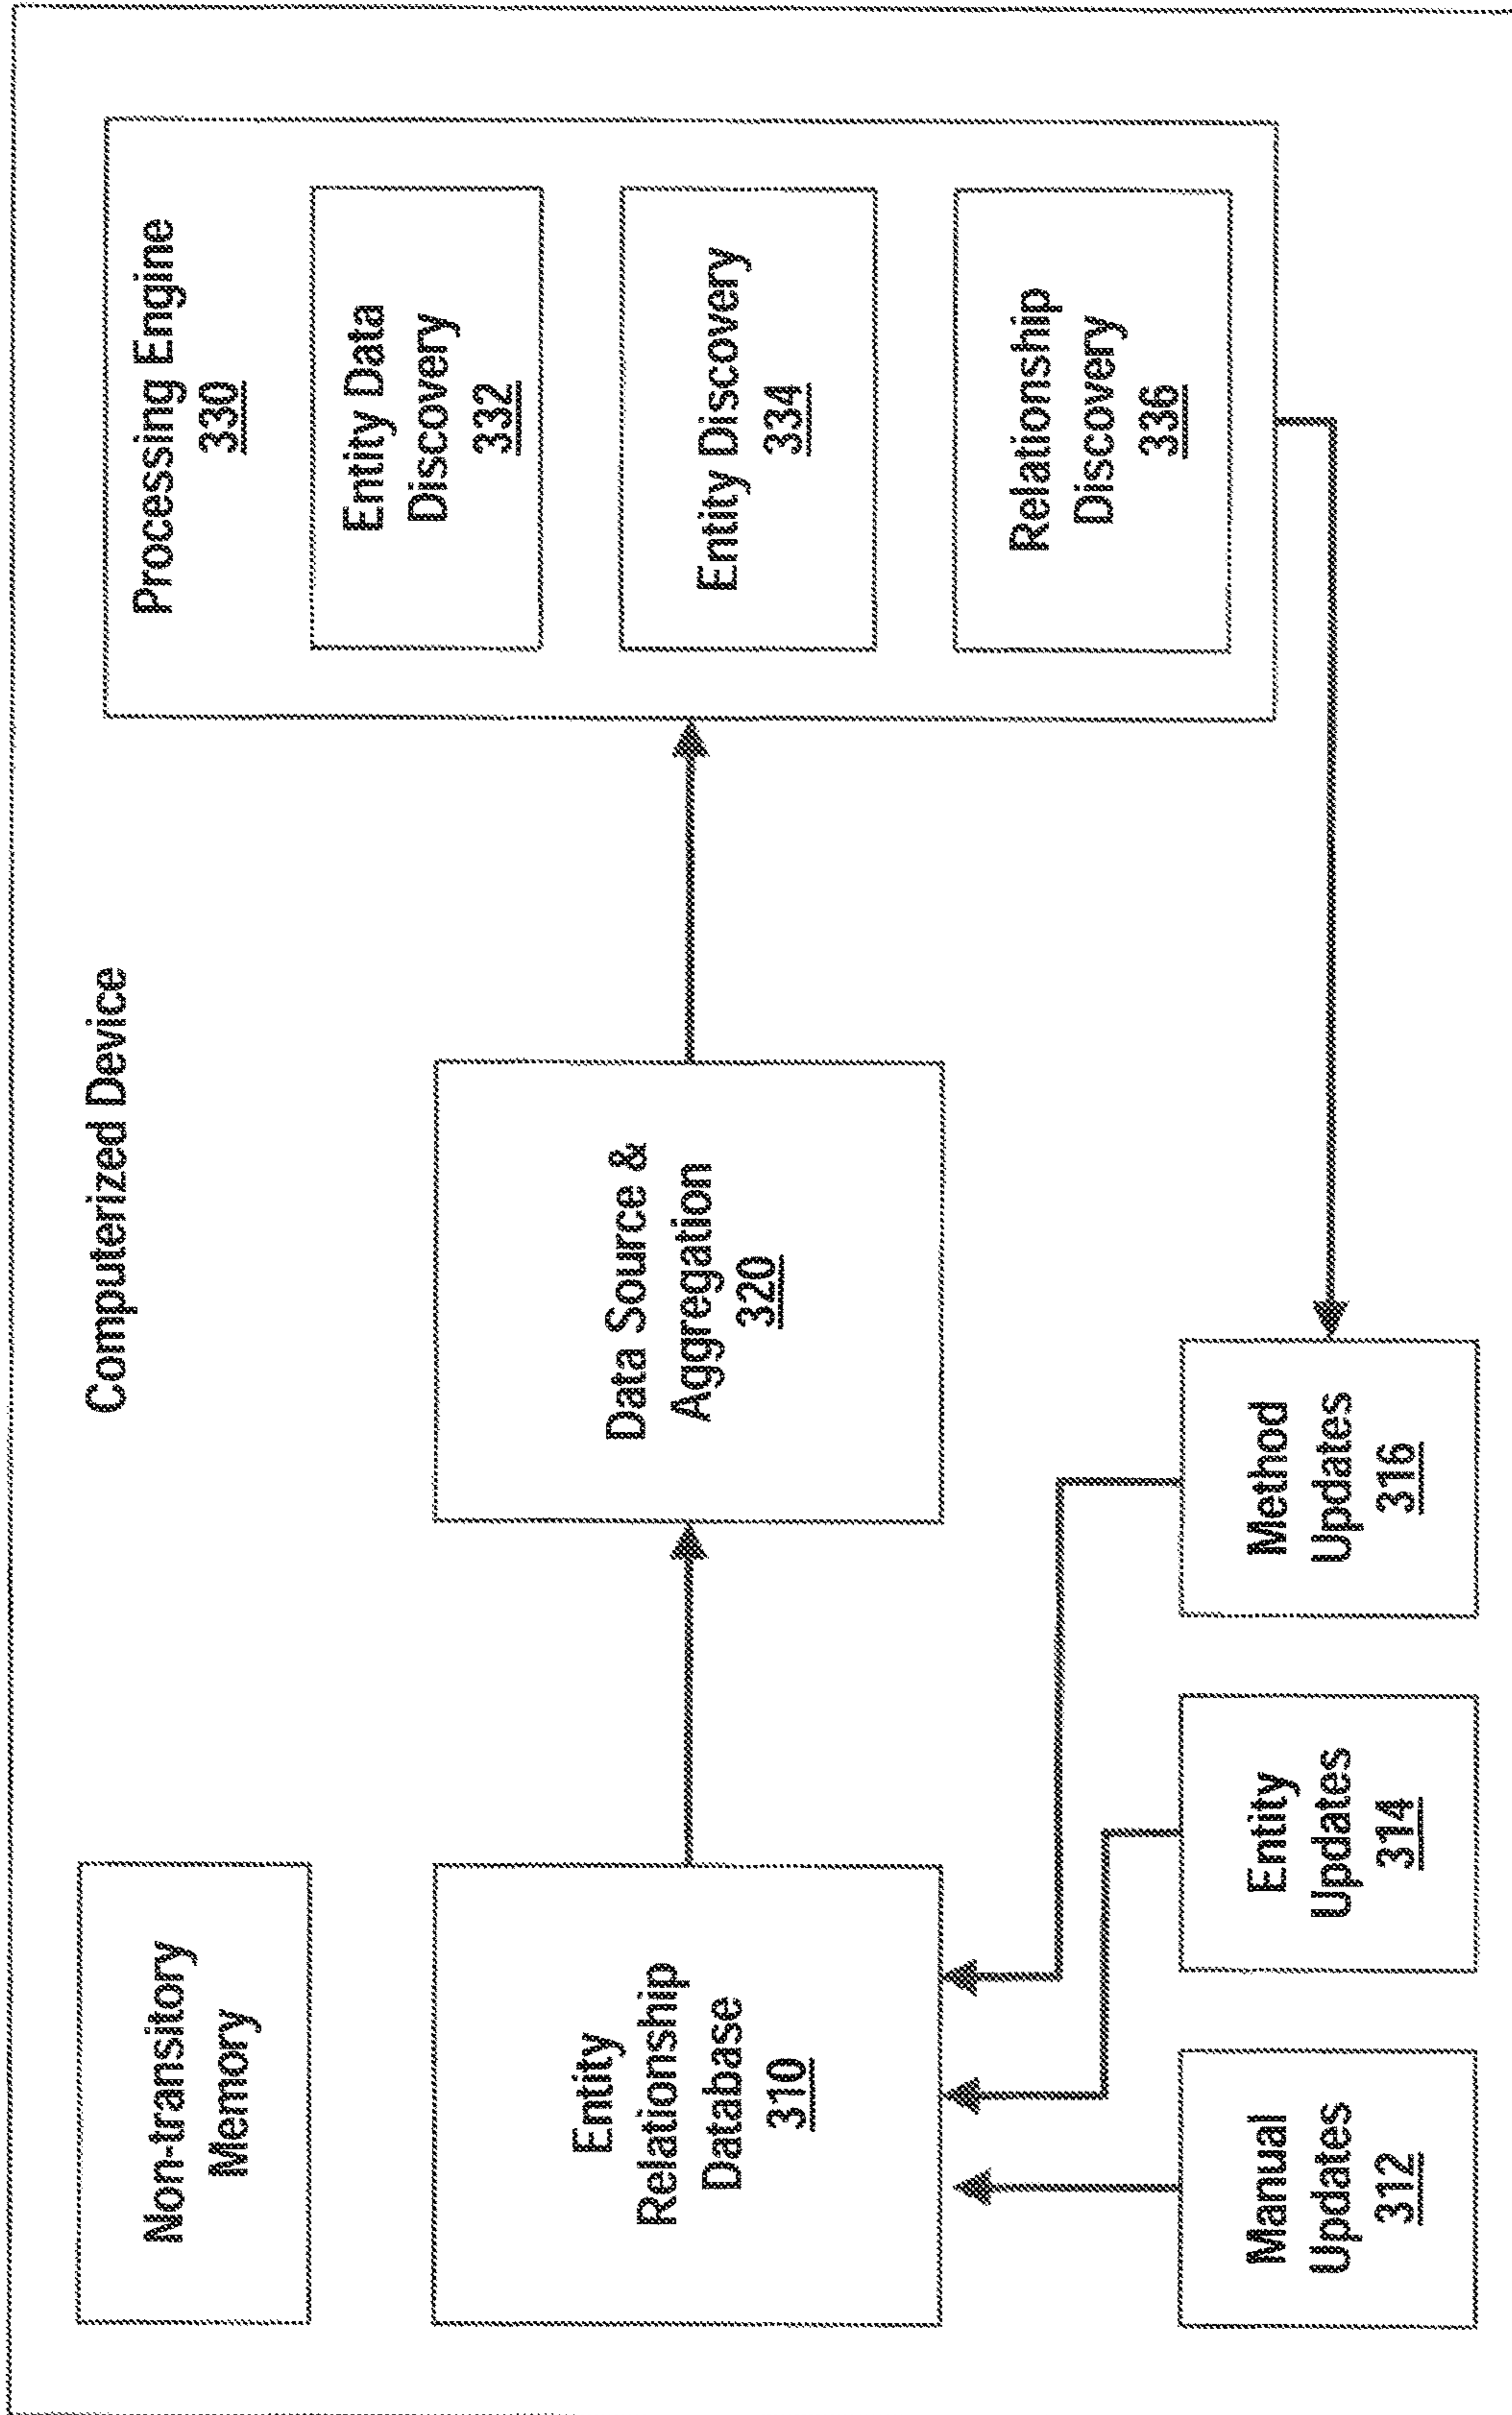 Computerized Device
Non-transitory
Memory
Entity
Relationship
Database
310
Data Source &
Aggregation
320
Processing Engine
330
Entity Data
Discovery
332
Entity Discovery
334
Relationship
Discovery
336
Manual
Updates
312
Entity
Updates
314
Method
Updates
316